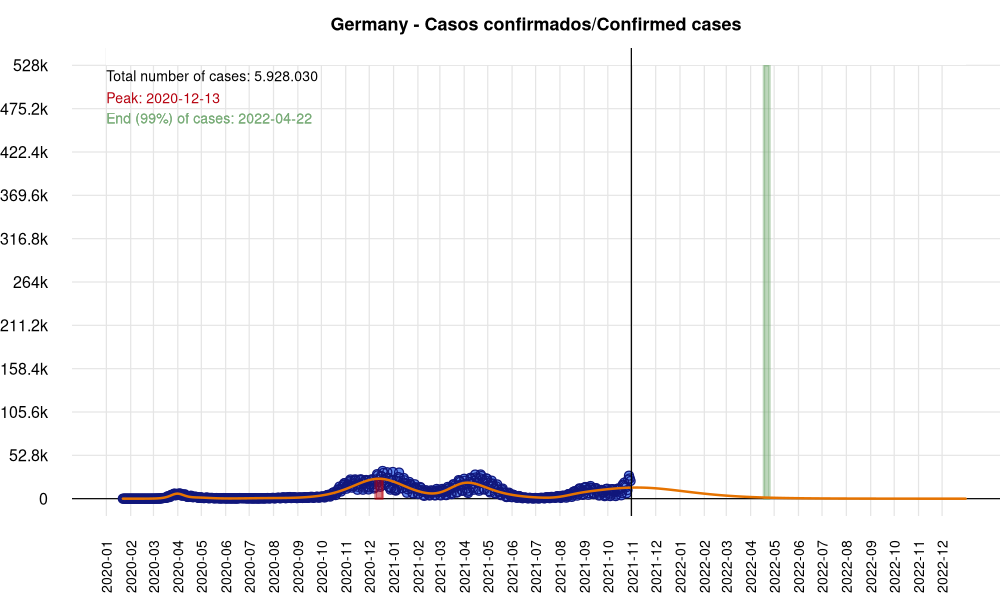 Germany - Casos confirmados/Confirmed cases
Total number of cases: 5.928.030
Peak: 2020-12-13
End (99%) of cases: 2022-04-22
528k
475.2k
422.4k
369.6k
316.8k
264k
211.2k
158.4k
105.6k
52.8k
0
2020-01
2020-02
2020-03
2020-04
2020-05
2020-06
2020-07
2020-08
2020-09
2020-10
2020-11
2020-12
2021-01
2021-02
2021-03
2021-04
2021-05
2021-06
2021-07
2021-08
2021-09
2021-10
2021-11
2021-12
2022-01
2022-02
2022-03
2022-04
2022-05
2022-06
2022-07
2022-08
2022-09
2022-10
2022-11
2022-12